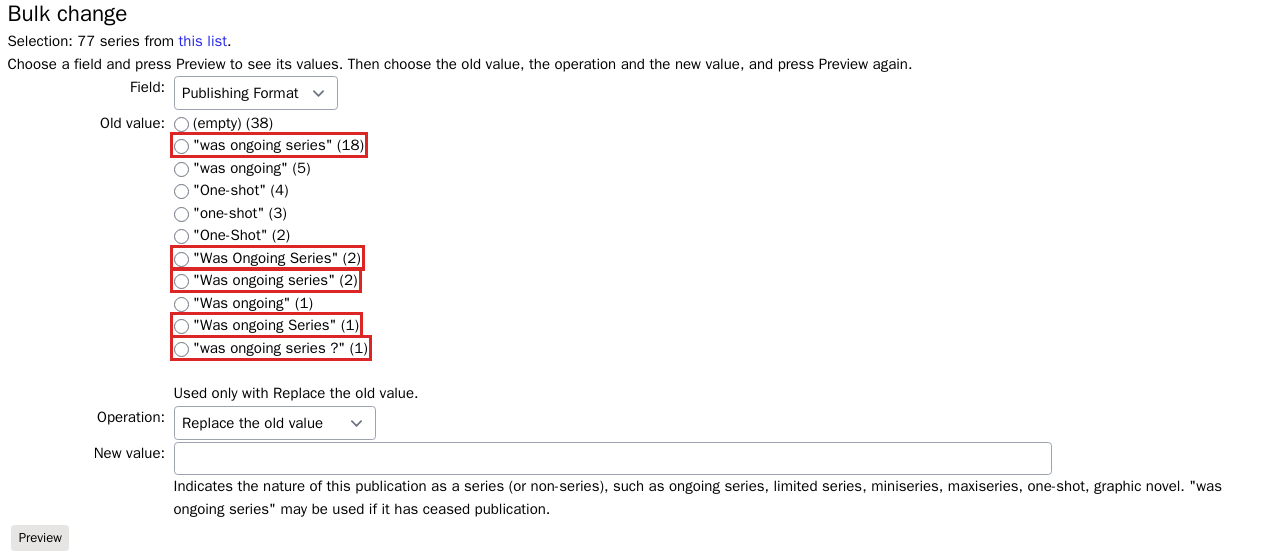 Bulk change
Selection: 77 series from this list.
Choose a field and press Preview to see its values. Then choose the old value, the operation and the new value, and press Preview again.
Field: Publishing Format
Old value: (empty) (38)
"was ongoing series" (18)
"was ongoing" (5)
"One-shot" (4)
"one-shot" (3)
"One-Shot" (2)
"Was Ongoing Series" (2)
"Was ongoing series" (2)
"Was ongoing" (1)
"Was ongoing Series" (1)
"was ongoing series ?" (1)
Used only with Replace the old value.
Operation: Replace the old value
New value:
Indicates the nature of this publication as a series (or non-series), such as ongoing series, limited series, miniseries, maxiseries, one-shot, graphic novel. "was
ongoing series" may be used if it has ceased publication.
Preview